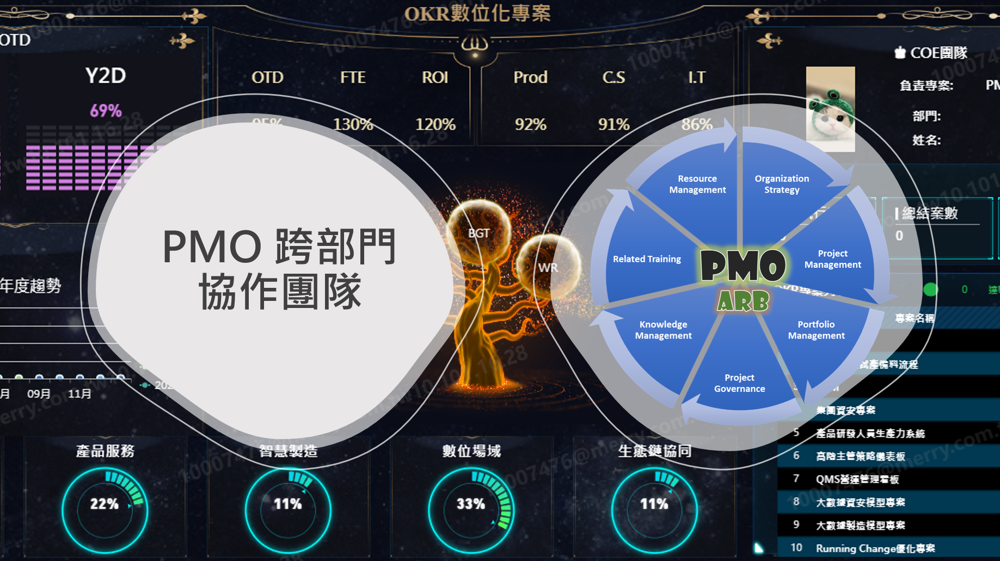 OKR數位化專案
OTD
Y2D
69%
OTD
FTE
ROI
Prod
C.S
I.T
95%
130%
120%
92%
91%
86%
COE團隊
負責專案:
部門:
姓名:
PMO 跨部門
協作團隊
BGT
WR
Resource
Management
Organization
Strategy
Related Training
Project
Management
PMO
ARB
Knowledge
Management
Portfolio
Management
Project
Governance
總結案數
0
0
專案名稱
試產備料流程
集團資安專案
5 產品研發人員生產力系統
6 高階主管策略儀表板
7 QMS營運管理看板
8 大數據資安模型專案
9 大數據製造模型專案
10 Running Change優化專案
年度趨勢
月 09月 11月
產品服務
22%
智慧製造
11%
數位場域
33%
生態鏈協同
11%